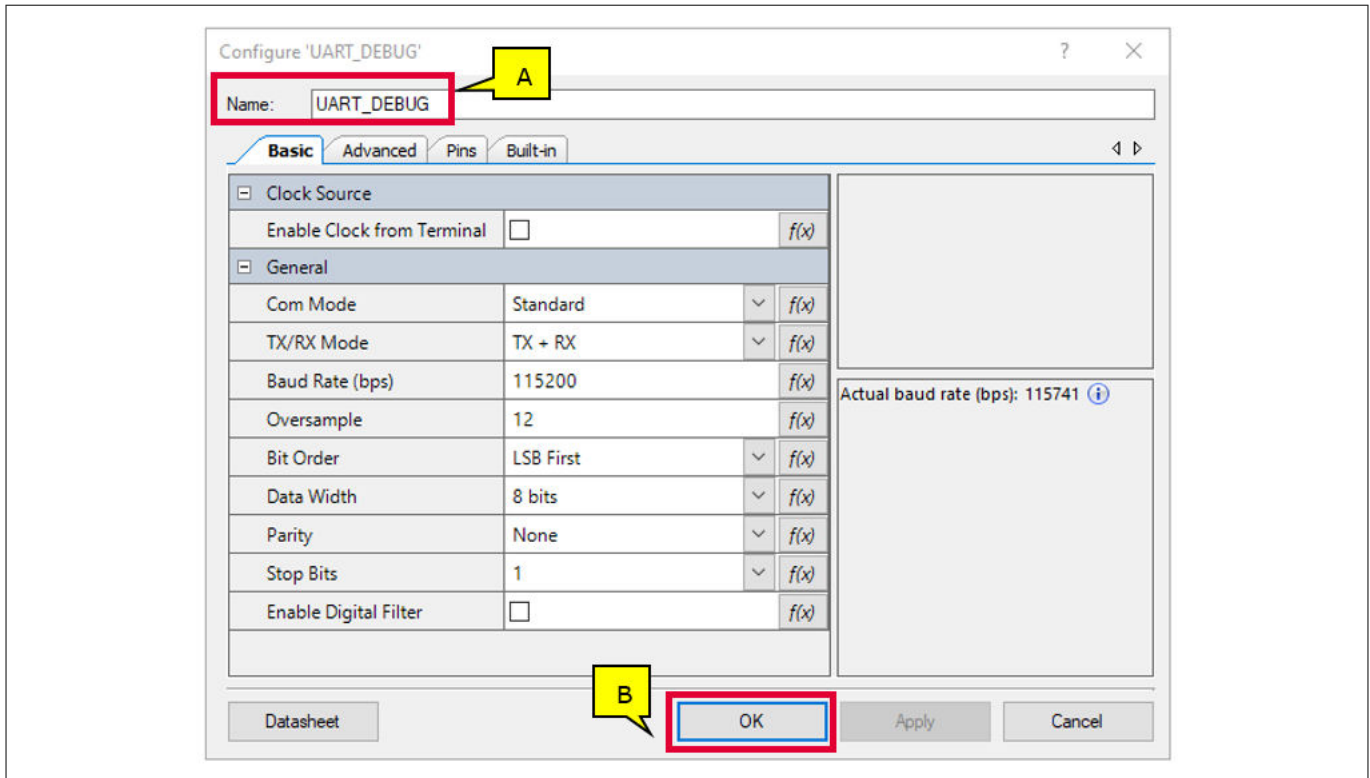 Configure 'UART_DEBUG' ?
A
Name: UART_DEBUG
Basic Advanced Pins Built-in
Clock Source
Enable Clock from Terminal f(x)
General
Com Mode Standard f(x)
TX/RX Mode TX + RX f(x)
Baud Rate (bps) 115200 f(x)
Actual baud rate (bps): 115741
Oversample 12 f(x)
Bit Order LSB First f(x)
Data Width 8 bits f(x)
Parity None f(x)
Stop Bits 1 f(x)
Enable Digital Filter f(x)
B
Datasheet OK Apply Cancel